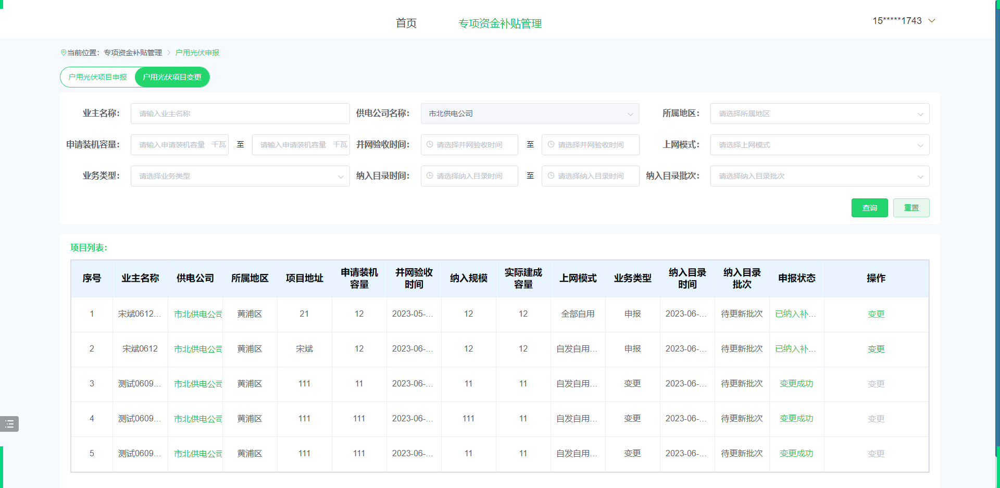 首页
专项资金补贴管理
15*****1743
当前位置：专项资金补贴管理 > 户用光伏申报
户用光伏项目申报
户用光伏项目变更
业主名称：
请输入业主名称
供电公司名称：
市北供电公司
所属地区：
请选择所属地区
申请装机容量：
请输入申请装机容量 千瓦
至
请输入申请装机容量 千瓦
并网验收时间：
请选择并网验收时间
至
请选择并网验收时间
上网模式：
请选择上网模式
业务类型：
请选择业务类型
纳入目录时间：
请选择纳入目录时间
至
请选择纳入目录时间
纳入目录批次：
请选择纳入目录批次
查询
重置
项目列表：
序号 业主名称 供电公司 所属地区 项目地址 申请装机容量 并网验收时间 纳入规模 实际建成容量 上网模式 业务类型 纳入目录时间 纳入目录批次 申报状态 操作
1 宋斌0612... 市北供电公司 黄浦区 21 12 2023-05-... 12 12 全部自用 申报 2023-06-... 待更新批次 已纳入补... 变更
2 宋斌0612 市北供电公司 黄浦区 宋斌 12 2023-06-... 12 12 自发自用... 申报 2023-06-... 待更新批次 已纳入补... 变更
3 测试0609... 市北供电公司 黄浦区 111 11 2023-06-... 11 11 自发自用... 变更 2023-06-... 待更新批次 变更成功 变更
4 测试0609... 市北供电公司 黄浦区 111 111 2023-06-... 111 11 自发自用... 变更 2023-06-... 待更新批次 变更成功 变更
5 测试0609... 市北供电公司 黄浦区 111 111 2023-06-... 11 11 自发自用... 变更 2023-06-... 待更新批次 变更成功 变更